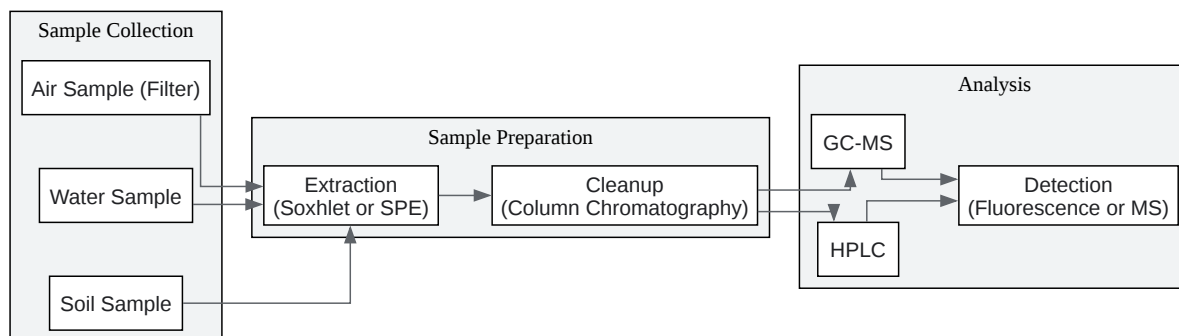 Sample Collection
Air Sample (Filter)
Water Sample
Soil Sample
Sample Preparation
Extraction
(Soxhlet or SPE)
Cleanup
(Column Chromatography)
Analysis
GC-MS
HPLC
Detection
(Fluorescence or MS)